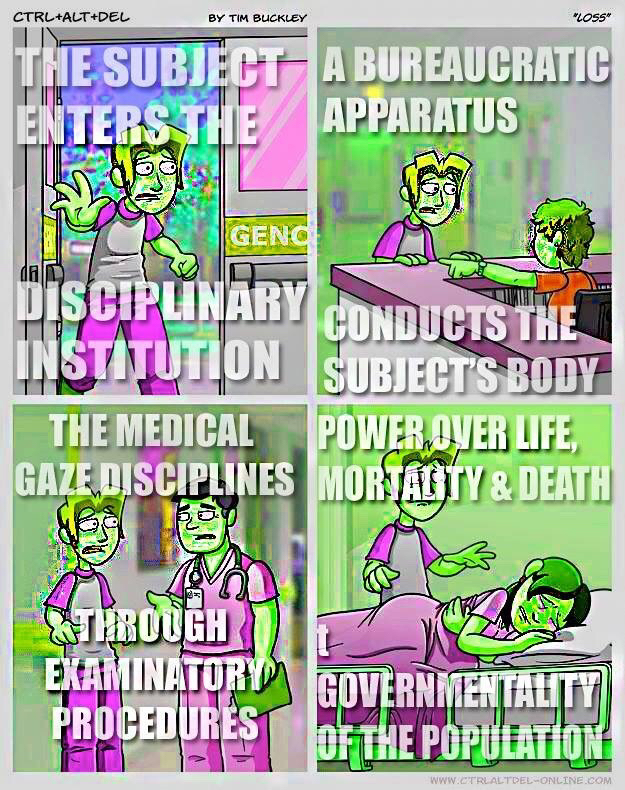 CTRL+ALT+DEL BY TIM BUCKLEY "LOSS"
THE SUBJECT
ENTERS THE
GENO
DISCIPLINARY
INSTITUTION
A BUREAUCRATIC
APPARATUS
CONDUCTS THE
SUBJECT'S BODY
THE MEDICAL
GAZE DISCIPLINES
THROUGH
EXAMINATORY
PROCEDURES
POWER OVER LIFE,
MORTALITY & DEATH
t
GOVERNMENTALITY
OF THE POPULATION
WWW.CTRLALTDEL-ONLINE.COM